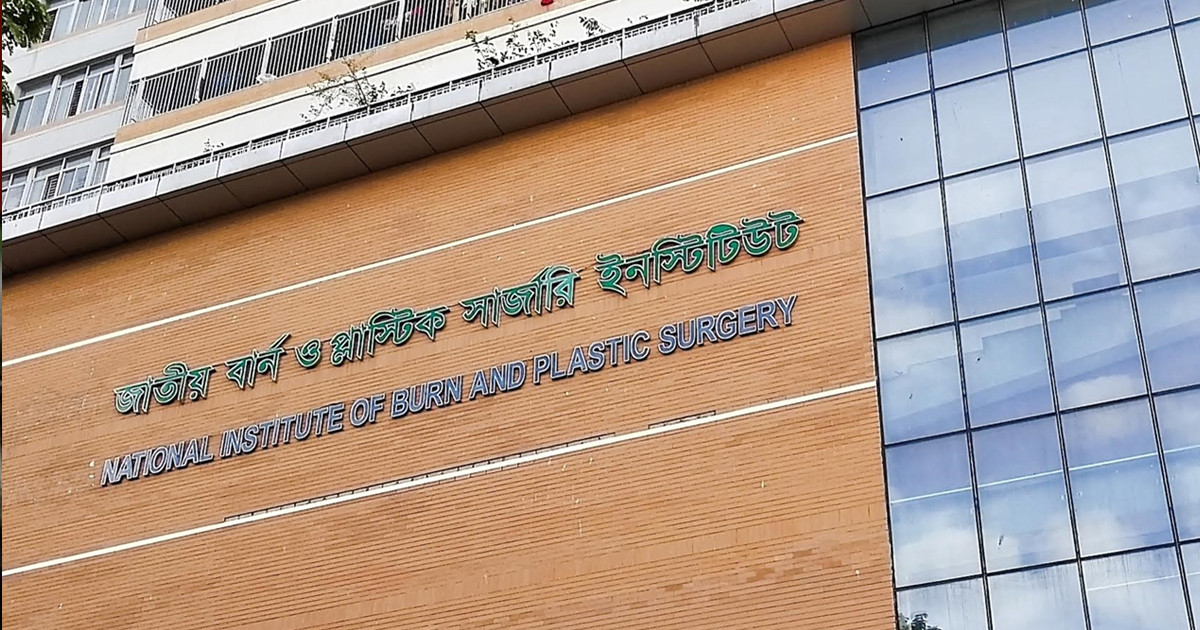 জাতীয় বার্ন ও প্লাস্টিক সার্জারি ইনস্টিটিউট
NATIONAL INSTITUTE OF BURN AND PLASTIC SURGERY